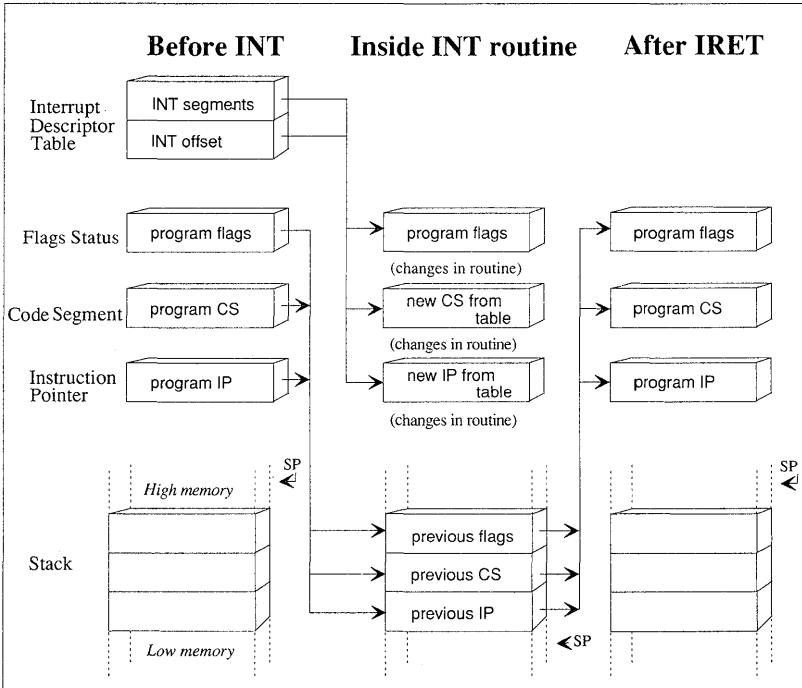 Before INT
Inside INT routine
After IRET
Interrupt
Descriptor
Table
INT segments
INT offset
Flags Status
program flags
program flags
(changes in routine)
program flags
Code Segment
program CS
new CS from
table
(changes in routine)
program CS
Instruction
Pointer
program IP
new IP from
table
(changes in routine)
program IP
SP
High memory
SP
Stack
previous flags
previous CS
previous IP
SP
Low memory